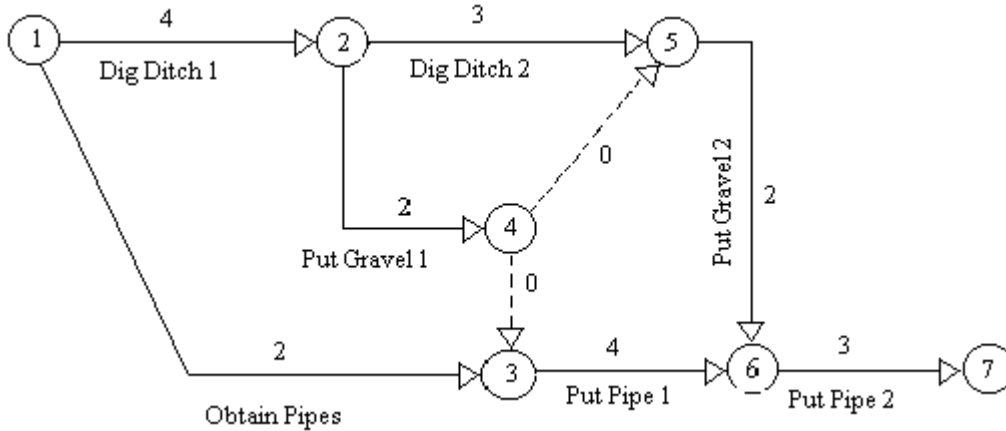 4
3
1
2
5
Dig Ditch 1
Dig Ditch 2
0
Put Gravel 2
2
2
4
Put Gravel 1
0
2
4
3
3
6
7
Obtain Pipes
Put Pipe 1
Put Pipe 2